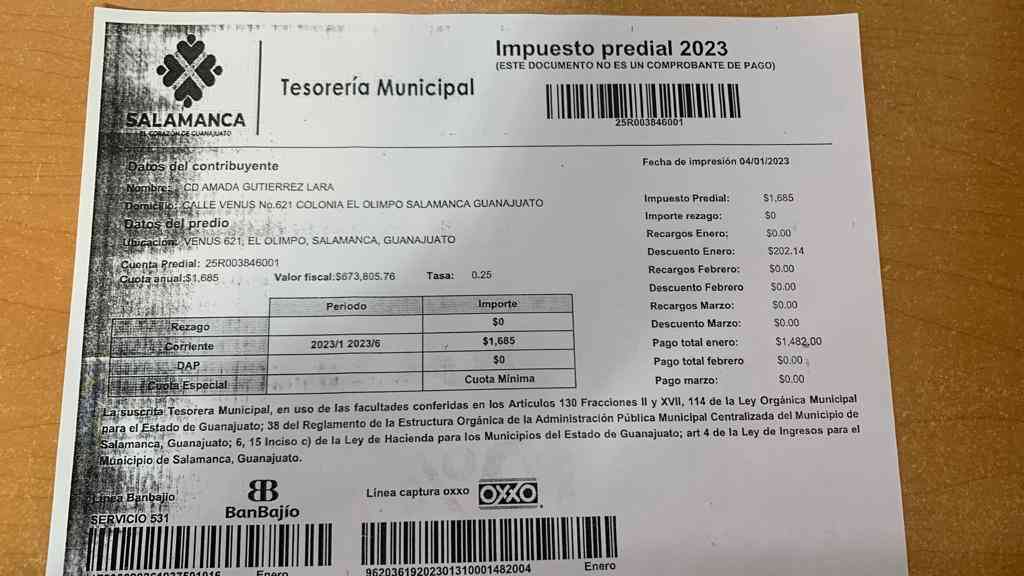 SALAMANCA
EL CORAZÓN DE GUANAJUATO
Tesorería Municipal
Impuesto predial 2023
(ESTE DOCUMENTO NO ES UN COMPROBANTE DE PAGO)
25R003846001
Fecha de impresión 04/01/2023
Datos del contribuyente
Nombre: CD AMADA GUTIERREZ LARA
Domicilio: CALLE VENUS No.621 COLONIA EL OLIMPO SALAMANCA GUANAJUATO
Datos del predio
Ubicación: VENUS 621, EL OLIMPO, SALAMANCA, GUANAJUATO
Cuenta Predial: 25R003846001
Cuota anual:$1,685 Valor fiscal:$673,805.76 Tasa: 0.25
Impuesto Predial: $1,685
Importe rezago: $0
Recargos Enero: $0.00
Descuento Enero: $202.14
Recargos Febrero: $0.00
Descuento Febrero $0.00
Recargos Marzo: $0.00
Descuento Marzo: $0.00
Pago total enero: $1,482.00
Pago total febrero $0.00
Pago marzo: $0.00
Periodo Importe
Rezago $0
Corriente 2023/1 2023/6 $1,685
DAP $0
Cuota Especial Cuota Mínima
La suscrita Tesorera Municipal, en uso de las facultades conferidas en los Articulos 130 Fracciones II y XVII, 114 de la Ley Orgánica Municipal
para el Estado de Guanajuato; 38 del Reglamento de la Estructura Orgánica de la Administración Pública Municipal Centralizada del Municipio de
Salamanca, Guanajuato; 6, 15 Inciso c) de la Ley de Hacienda para los Municipios del Estado de Guanajuato; art 4 de la Ley de Ingresos para el
Municipio de Salamanca, Guanajuato.
Línea Banbajio
BanBajío
SERVICIO 531
Línea captura oxxo OXXO
Enero
96203619202301310001482004 Enero